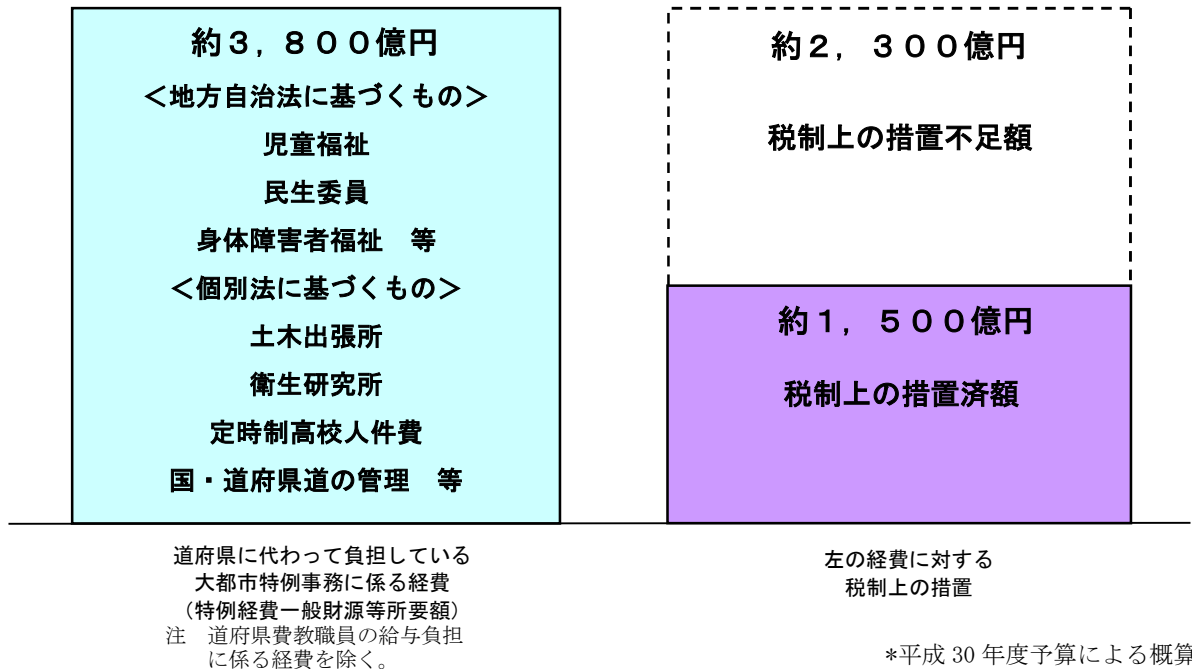 約３，８００億円
＜地方自治法に基づくもの＞
児童福祉
民生委員
身体障害者福祉　等
＜個別法に基づくもの＞
土木出張所
衛生研究所
定時制高校人件費
国・道府県道の管理　等
約２，３００億円
税制上の措置不足額
約１，５００億円
税制上の措置済額
道府県に代わって負担している
大都市特例事務に係る経費
（特例経費一般財源等所要額）
注　道府県費教職員の給与負担
に係る経費を除く。
左の経費に対する
税制上の措置
*平成 30 年度予算による概算